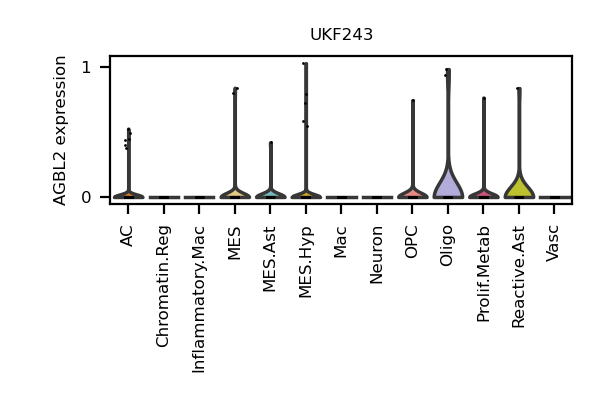 UKF243
AGBL2 expression
1
0
AC
Chromatin.Reg
Inflammatory.Mac
MES
MES.Ast
MES.Hyp
Mac
Neuron
OPC
Oligo
Prolif.Metab
Reactive.Ast
Vasc